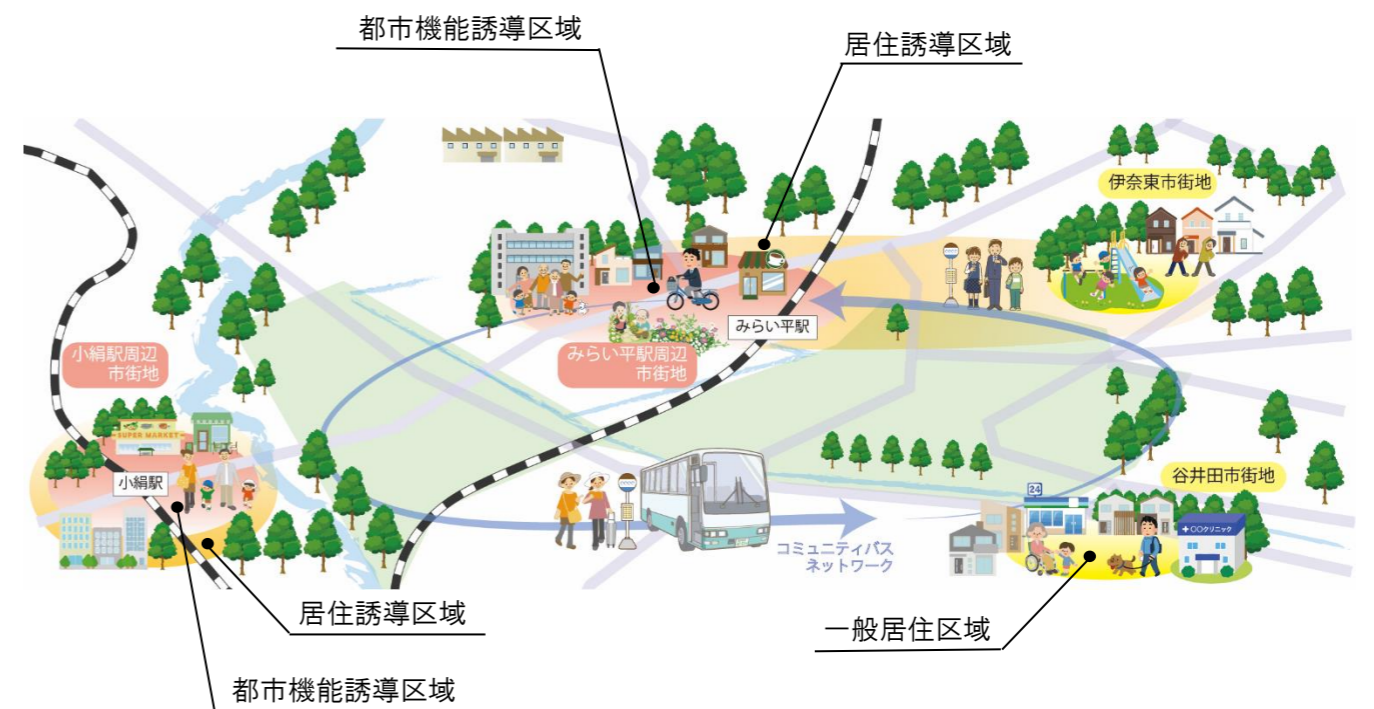 都市機能誘導区域
居住誘導区域
伊奈東市街地
みらい平駅
小絹駅周辺
市街地
みらい平駅周辺
市街地
SUPER MARKET
小絹駅
谷井田市街地
24
+〇〇クリニック
コミュニティバス
ネットワーク
居住誘導区域
一般居住区域
都市機能誘導区域